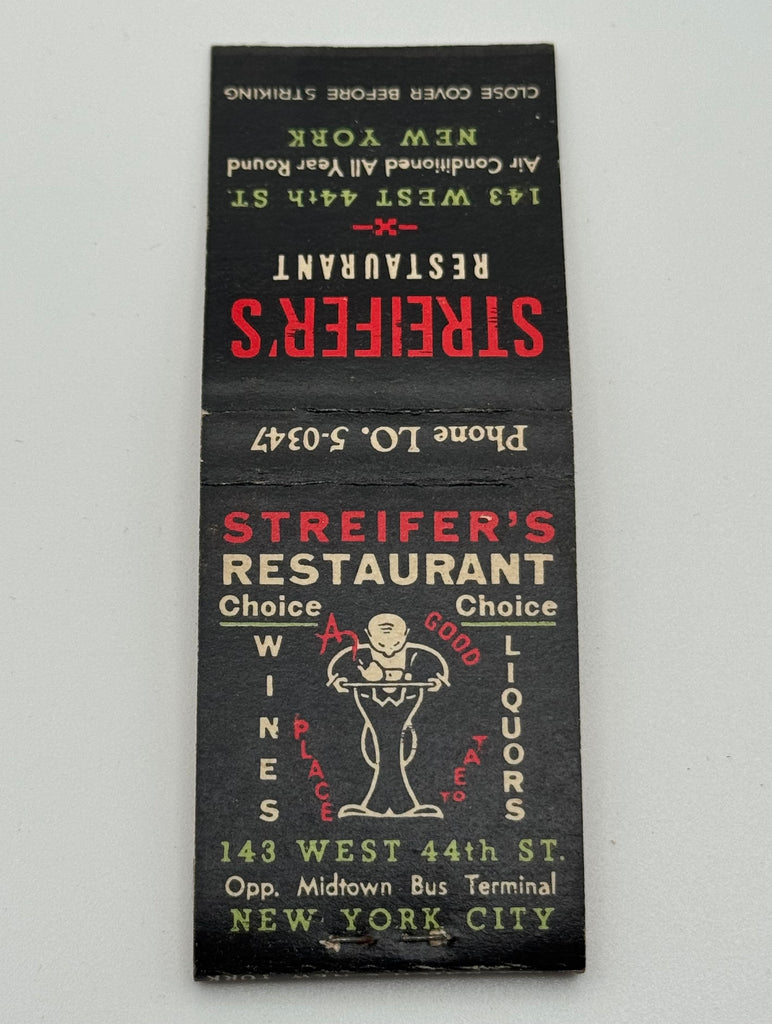 CLOSE COVER BEFORE STRIKING
NEW YORK
Air Conditioned All Year Round
143 WEST 44th ST.
RESTAURANT
STREIFER'S
Phone LO. 5-0347
STREIFER'S
RESTAURANT
Choice
WINES
Choice
LIQUORS
A
GOOD
PLACE
TO
EAT
143 WEST 44th ST.
Opp. Midtown Bus Terminal
NEW YORK CITY